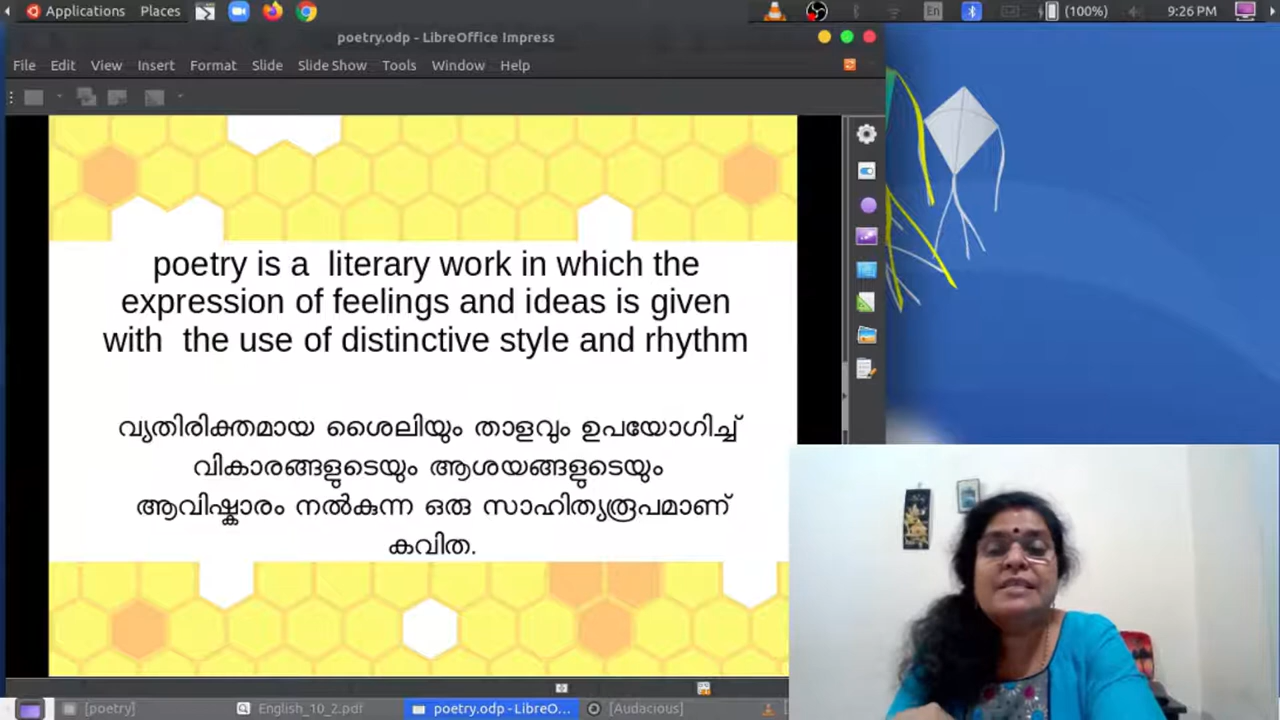 Applications Places En (100%) 9:26 PM
poetry.odp - LibreOffice Impress
File Edit View Insert Format Slide Slide Show Tools Window Help
poetry is a literary work in which the
expression of feelings and ideas is given
with the use of distinctive style and rhythm
വ്യതിരിക്തമായ ശൈലിയും താളവും ഉപയോഗിച്ച്
വികാരങ്ങളുടെയും ആശയങ്ങളുടെയും
ആവിഷ്കാരം നൽകുന്ന ഒരു സാഹിത്യരൂപമാണ്
കവിത.
[poetry] English_10_2.pdf poetry.odp - LibreO... [Audacious]